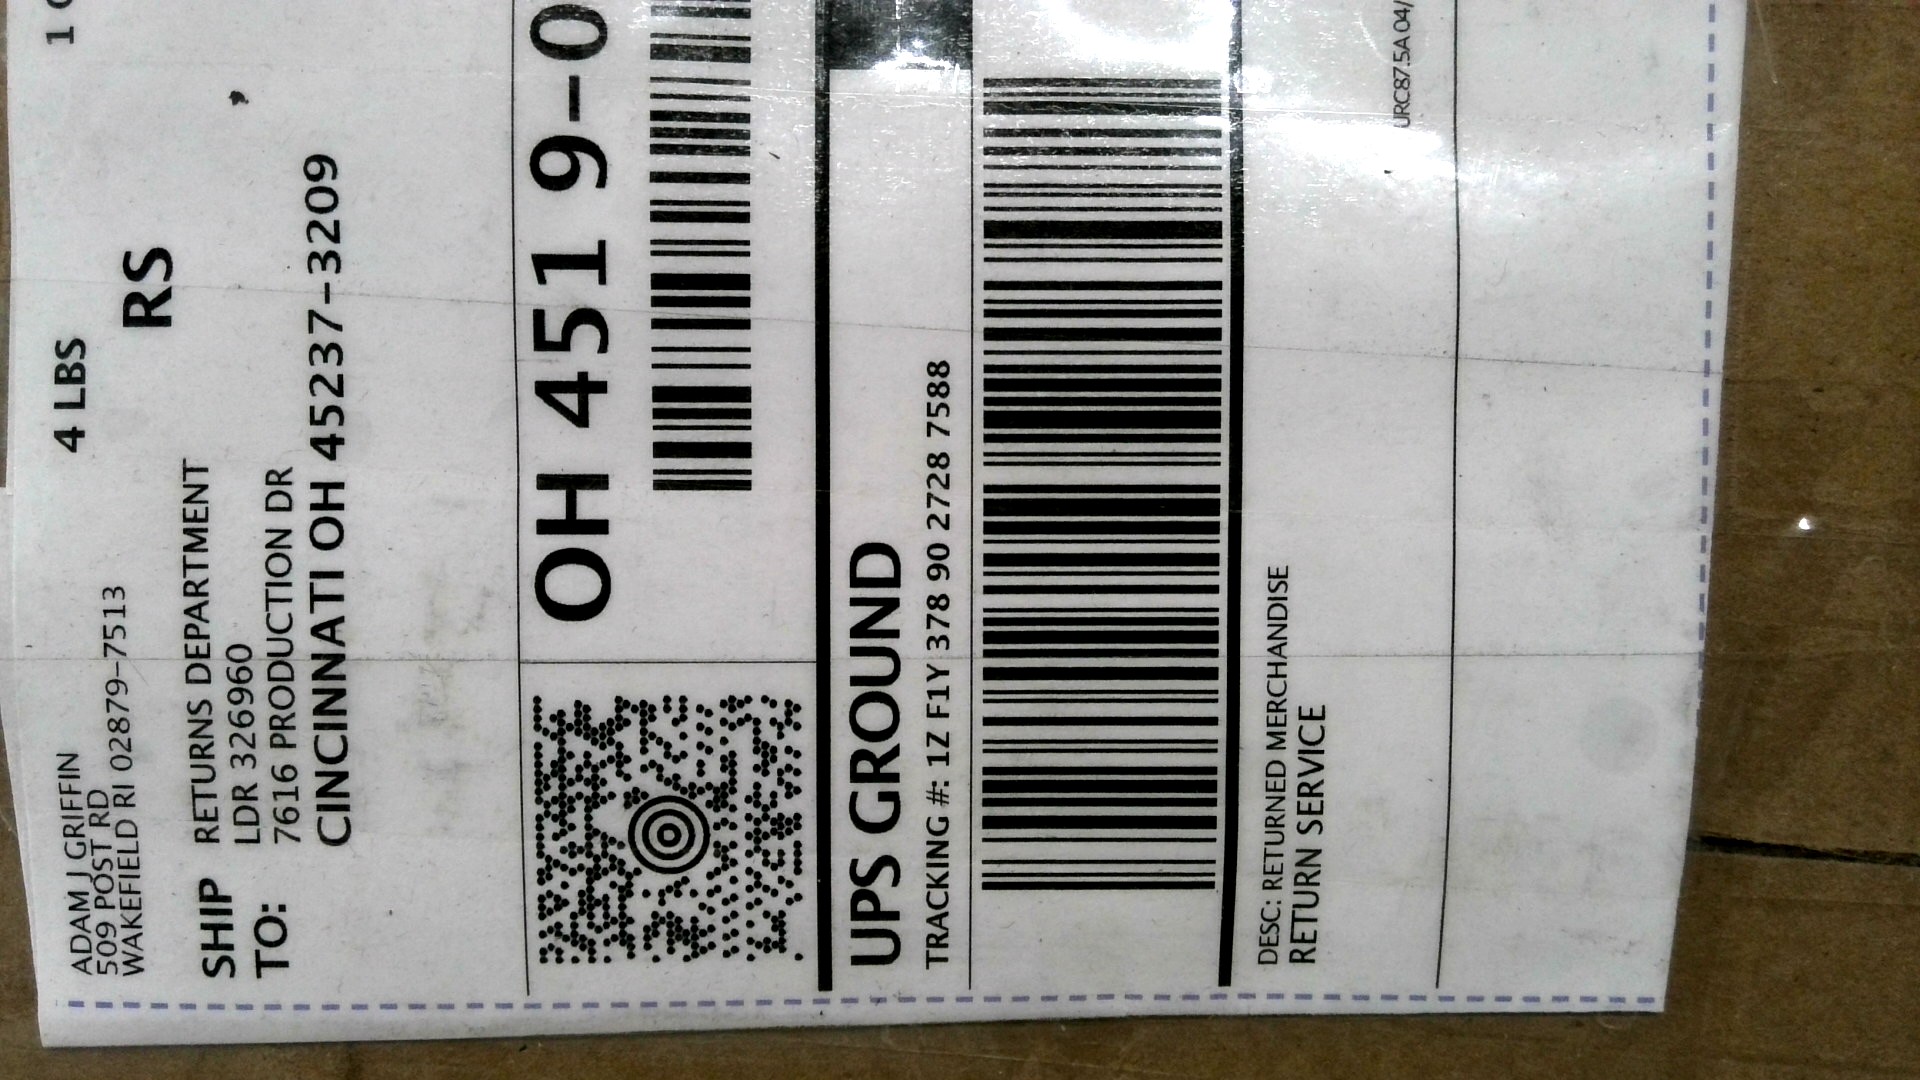 ADAM J GRIFFIN
509 POST RD
WAKEFIELD RI 02879-7513
4 LBS
RS
SHIP TO:
RETURNS DEPARTMENT
LDR 326960
7616 PRODUCTION DR
CINCINNATI OH 45237-3209
OH 451 9-0
UPS GROUND
TRACKING #: 1Z F1Y 378 90 2728 7588
DESC: RETURNED MERCHANDISE
RETURN SERVICE